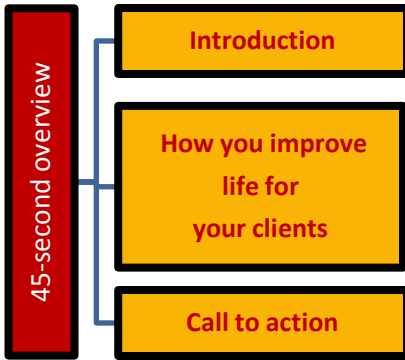 45-second overview
Introduction
How you improve
life for
your clients
Call to action